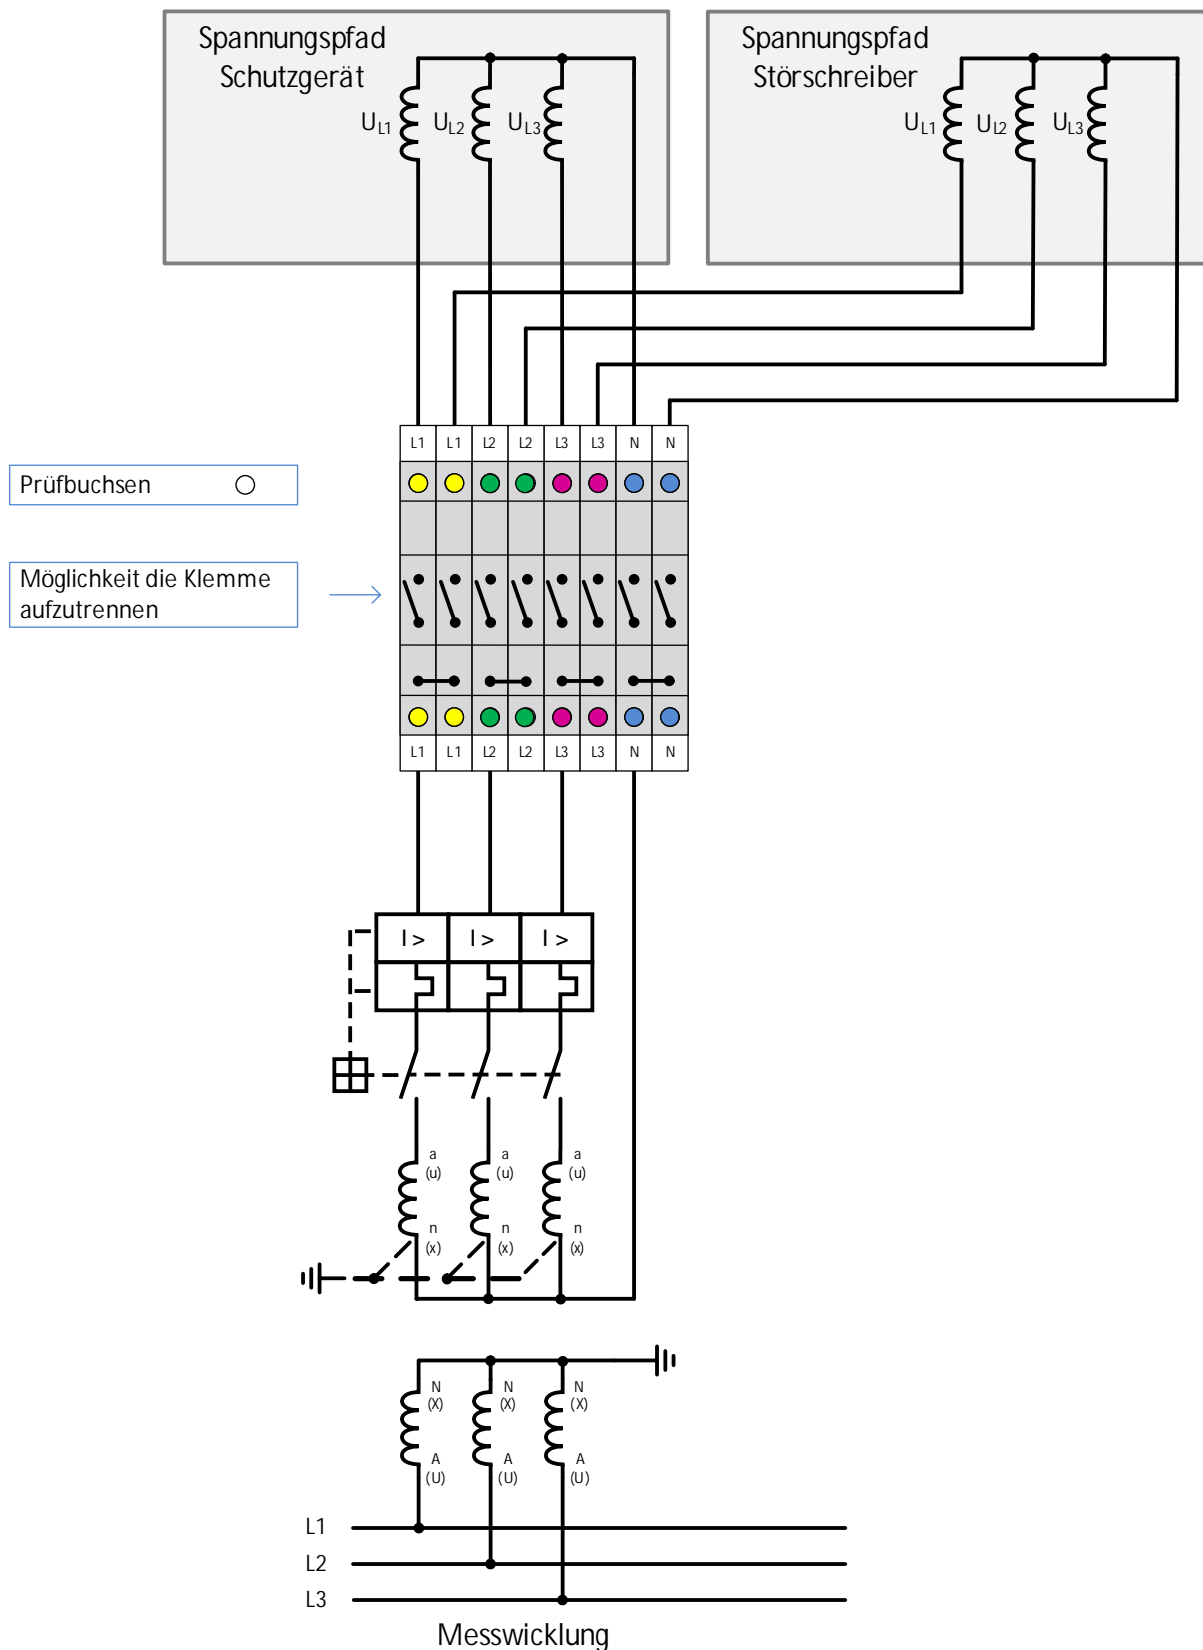 Spannungspfad
Schutzgerät
UL1
UL2
UL3
Spannungspfad
Störschreiber
UL1
UL2
UL3
L1 L1 L2 L2 L3 L3 N N
Prüfbuchsen
Möglichkeit die Klemme
aufzutrennen
L1 L1 L2 L2 L3 L3 N N
I > I > I >
a a a
(u) (u) (u)
n n n
(x) (x) (x)
N N N
(X) (X) (X)
A A A
(U) (U) (U)
L1
L2
L3
Messwicklung